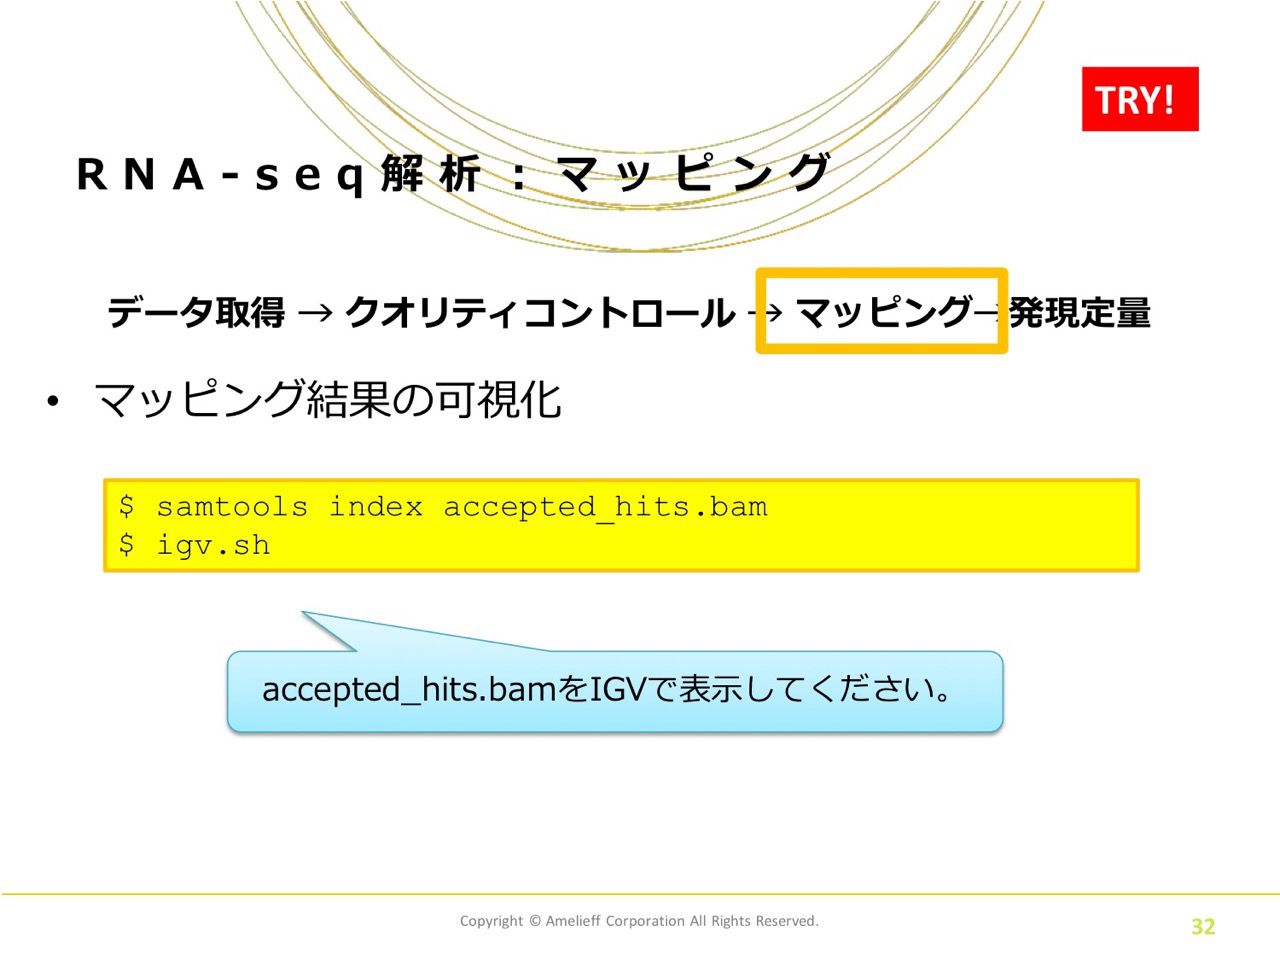 TRY!
RNA-seq解析：マッピング
データ取得 → クオリティコントロール → マッピング→発現定量
• マッピング結果の可視化
$ samtools index accepted_hits.bam
$ igv.sh
accepted_hits.bamをIGVで表示してください。
Copyright © Amelieff Corporation All Rights Reserved.
32